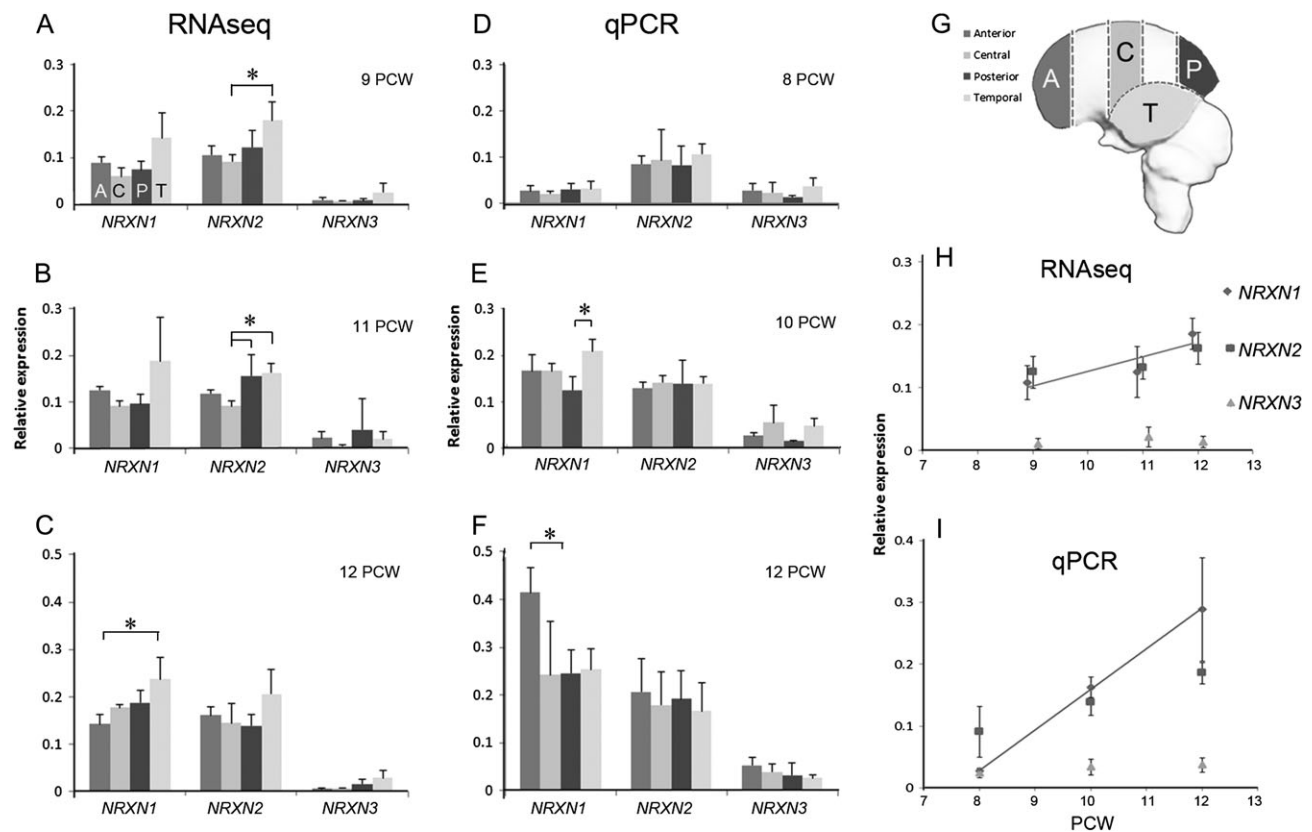 A
RNAseq
0.3
0.2
0.1
0
9 PCW
*
A C P T
NRXN1 NRXN2 NRXN3
B
Relative expression
0.3
0.2
0.1
0
11 PCW
*
NRXN1 NRXN2 NRXN3
C
0.5
0.4
0.3
0.2
0.1
0
12 PCW
*
NRXN1 NRXN2 NRXN3
D
qPCR
0.3
0.2
0.1
0
8 PCW
NRXN1 NRXN2 NRXN3
E
Relative expression
0.3
0.2
0.1
0
10 PCW
*
NRXN1 NRXN2 NRXN3
F
0.5
0.4
0.3
0.2
0.1
0
12 PCW
*
NRXN1 NRXN2 NRXN3
G
Anterior
Central
Posterior
Temporal
A C P
T
H
RNAseq
0.3
0.2
0.1
0
7 8 9 10 11 12 13
NRXN1
NRXN2
NRXN3
Relative expression
I
qPCR
0.4
0.3
0.2
0.1
0
7 8 9 10 11 12 13
PCW